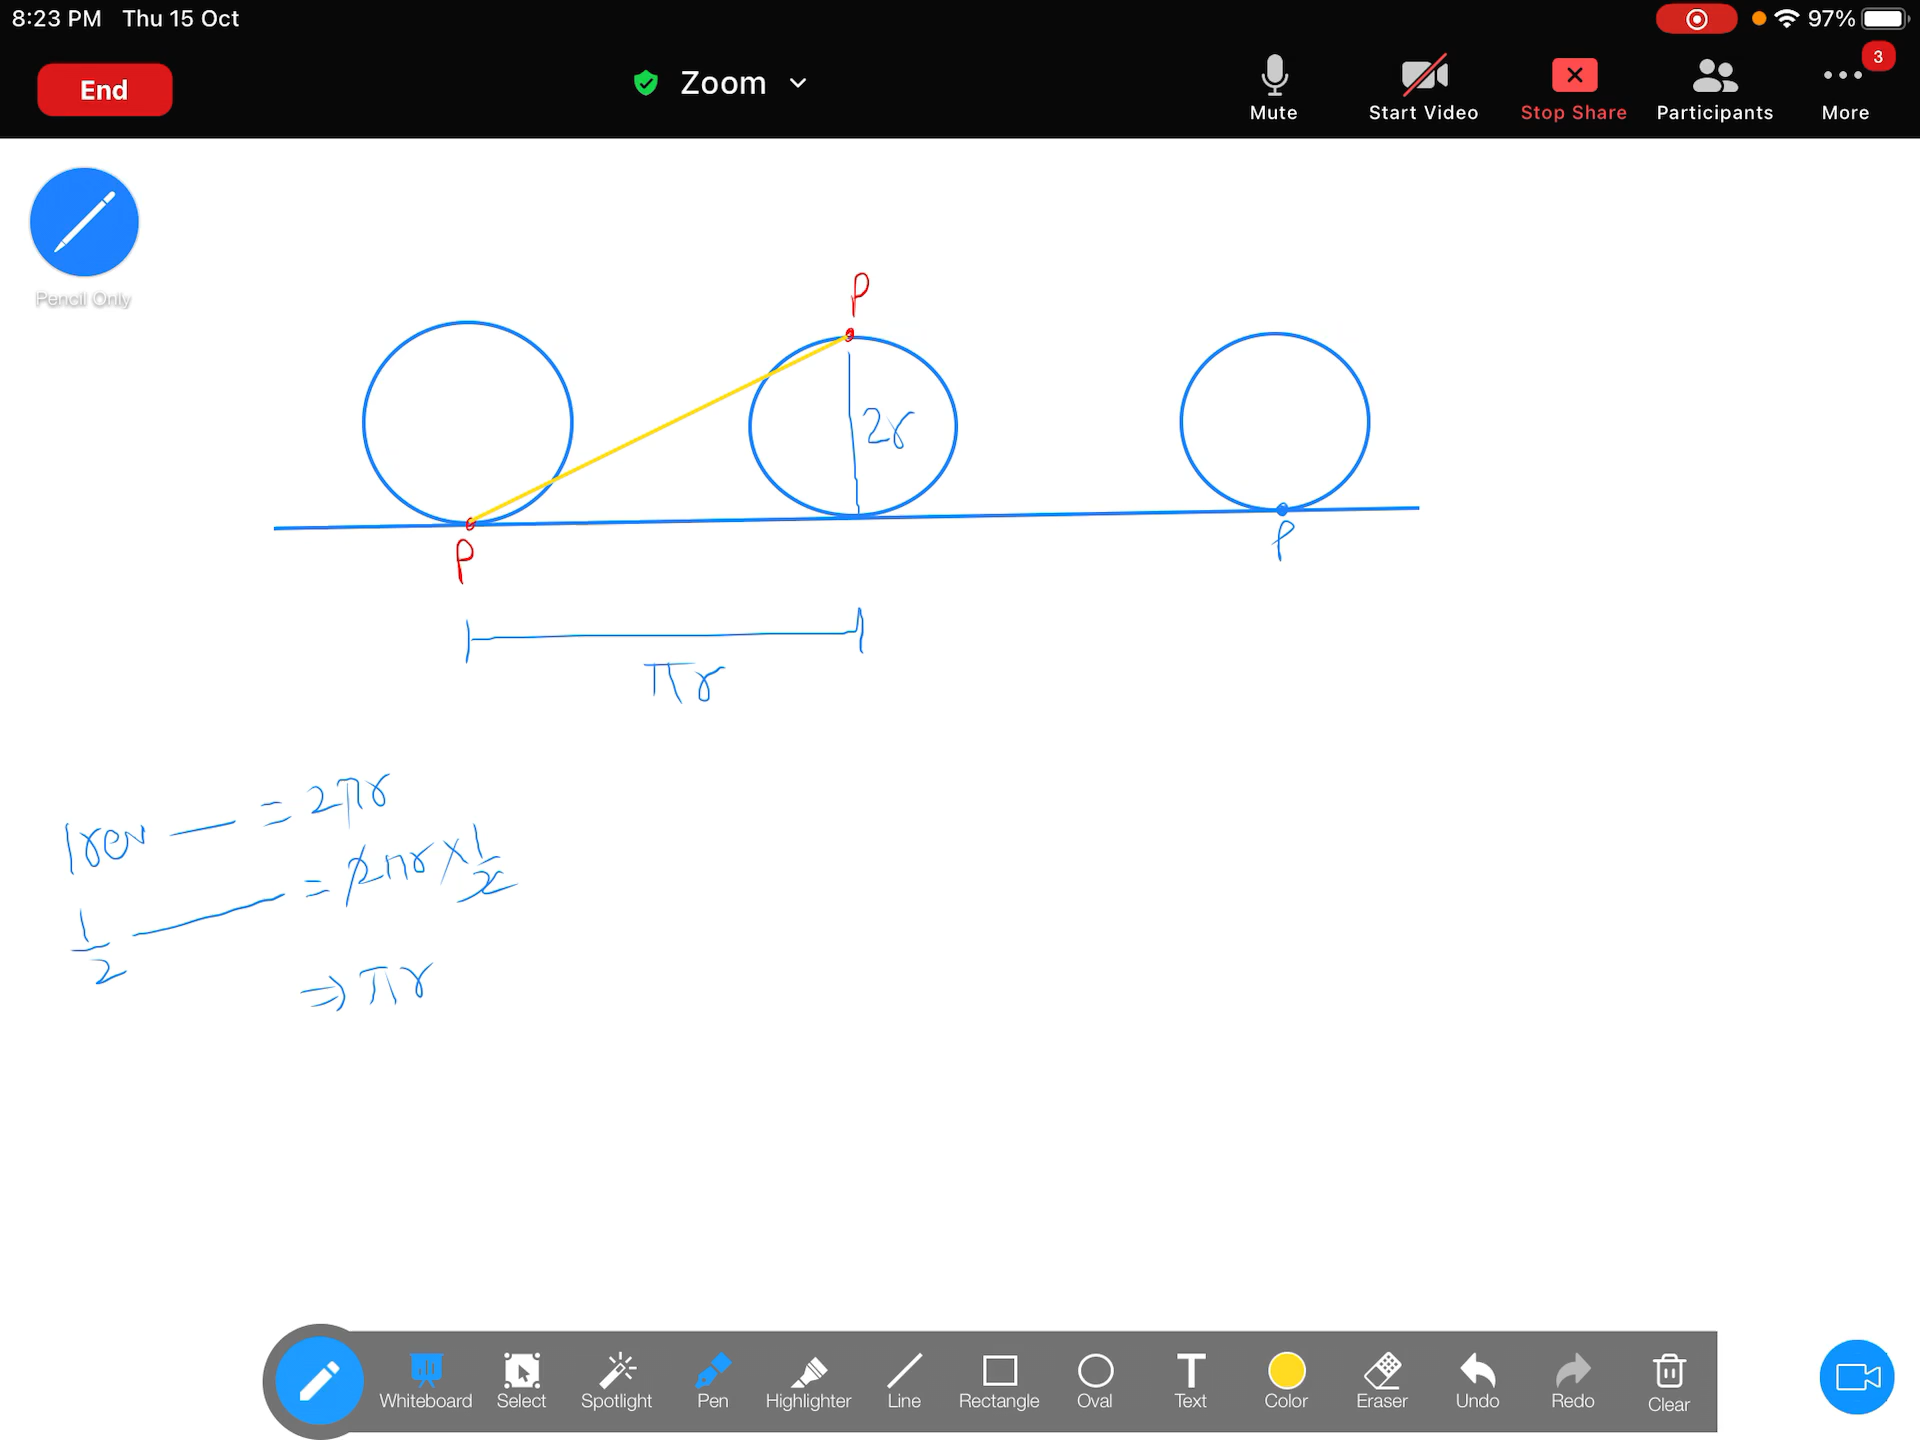 8:23 PM Thu 15 Oct
97%
End
Zoom
Mute
Start Video
Stop Share
Participants
More
3
Pencil Only
P
2r
P
P
πr
1rev — = 2πr
1/2 — = 2πr × 1/2
⇒ πr
Whiteboard
Select
Spotlight
Pen
Highlighter
Line
Rectangle
Oval
T
Text
Color
Eraser
Undo
Redo
Clear